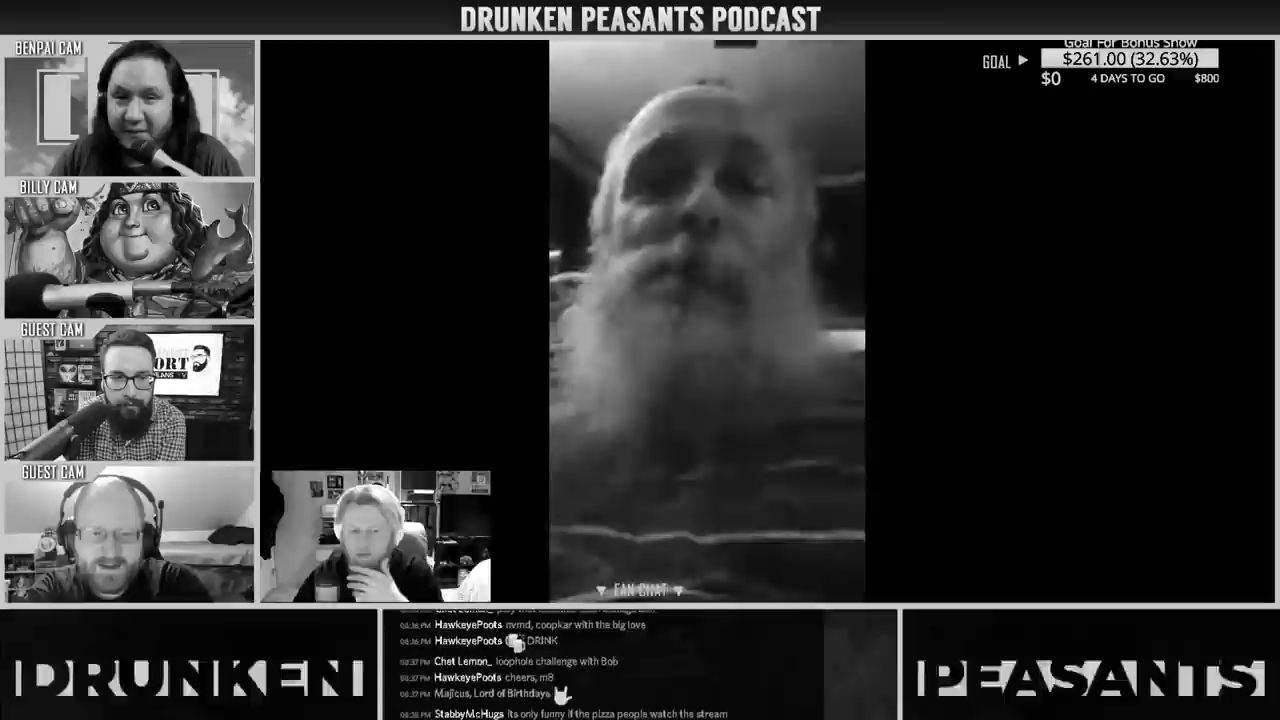 DRUNKEN PEASANTS PODCAST
BENPAI CAM
BILLY CAM
GUEST CAM
ORT
GUEST CAM
Goal For Bonus Show
GOAL
$261.00 (32.63%)
$0
4 DAYS TO GO
$800
FAN CHAT
HawkeyePoots nvmd, coopkar with the big love
HawkeyePoots DRINK
Chet Lemon_ loophole challenge with Bob
HawkeyePoots cheers, m8
Majicus, Lord of Birthdays
StabbyMcHugs its only funny if the pizza people watch the stream
DRUNKEN
PEASANTS